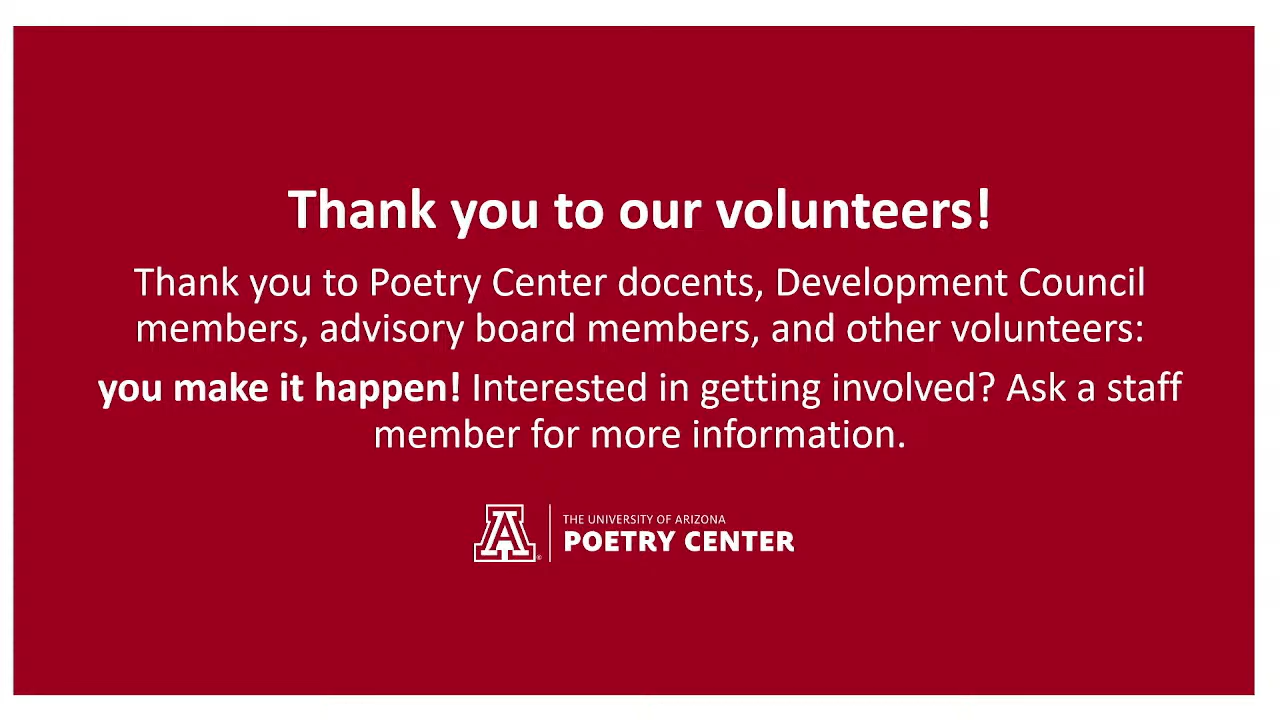 Thank you to our volunteers!
Thank you to Poetry Center docents, Development Council
members, advisory board members, and other volunteers:
you make it happen! Interested in getting involved? Ask a staff
member for more information.
A
THE UNIVERSITY OF ARIZONA
POETRY CENTER